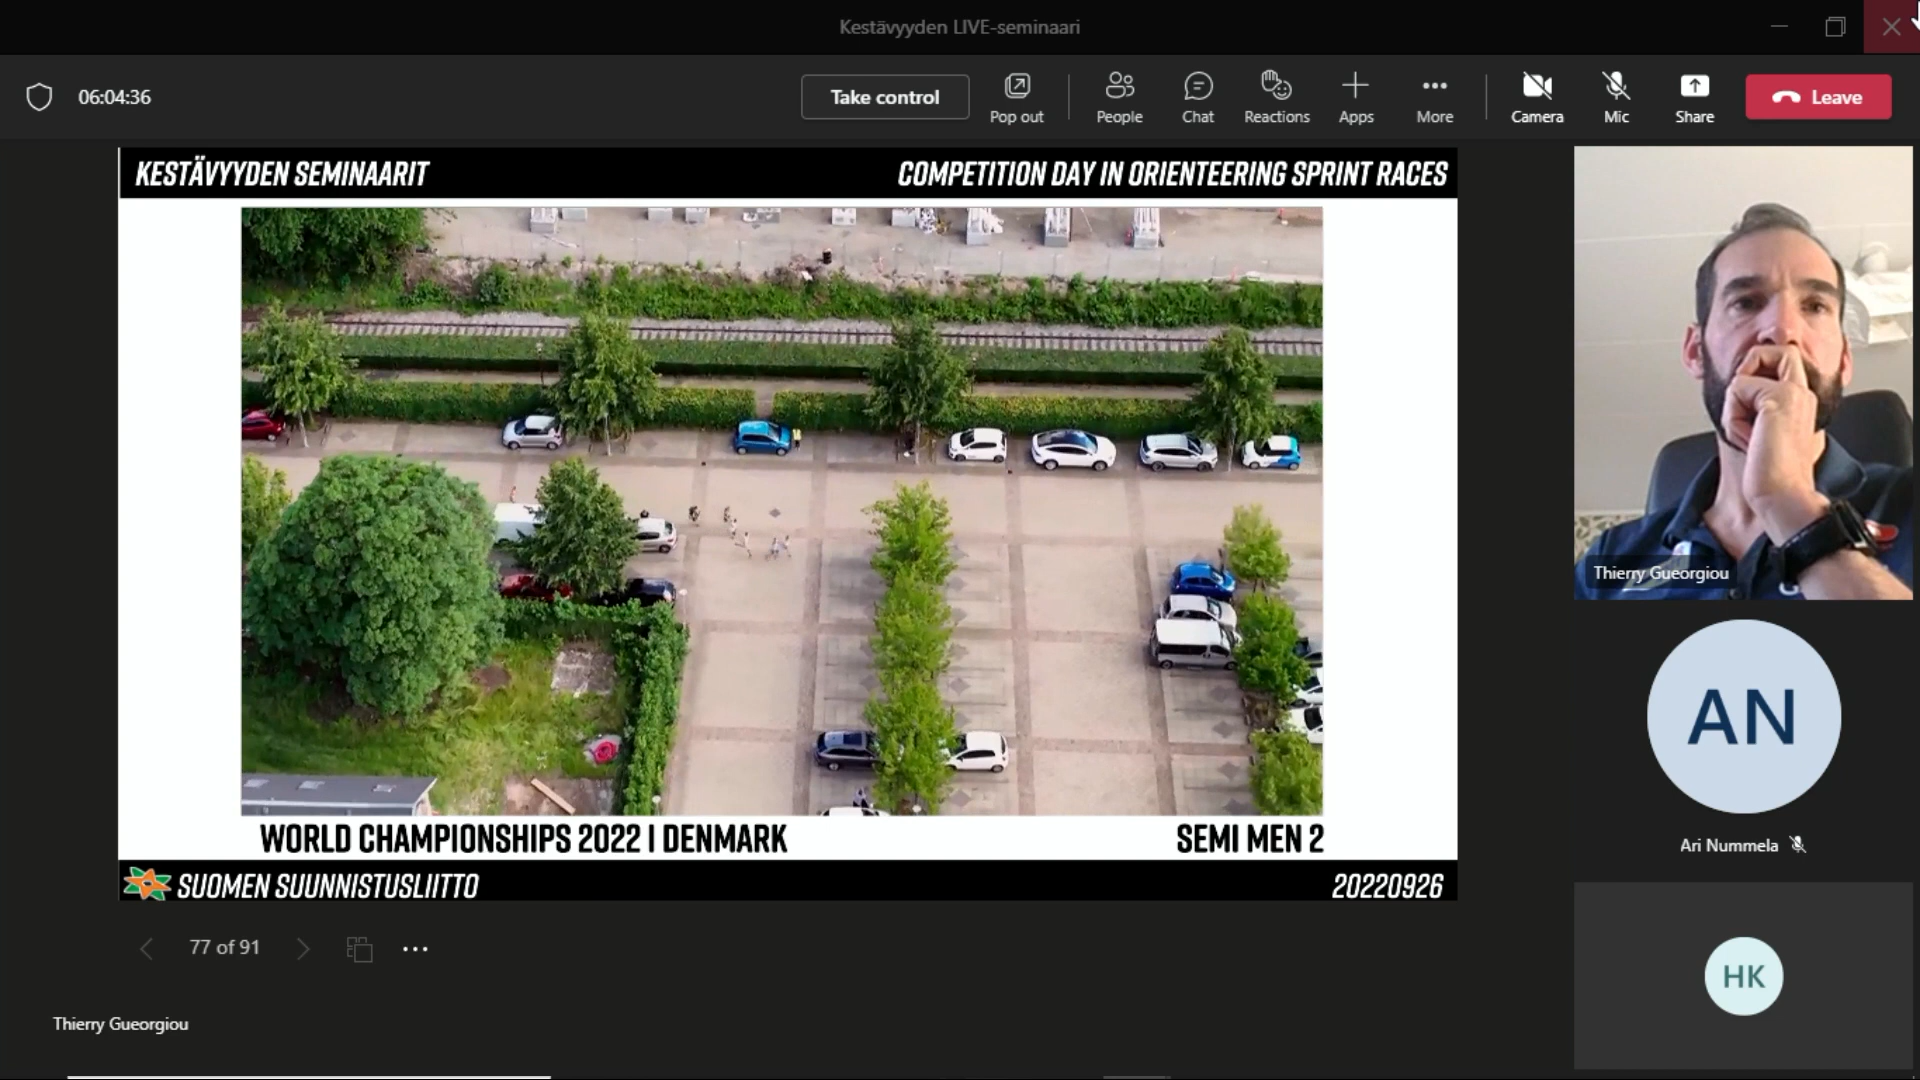 Kestävyyden LIVE-seminaari
06:04:36
Take control
Pop out
People
Chat
Reactions
Apps
More
Camera
Mic
Share
Leave
KESTÄVYYDEN SEMINAARIT
COMPETITION DAY IN ORIENTEERING SPRINT RACES
WORLD CHAMPIONSHIPS 2022 | DENMARK
SEMI MEN 2
SUOMEN SUUNNISTUSLIITTO
20220926
77 of 91
Thierry Gueorgiou
Thierry Gueorgiou
AN
Ari Nummela
HK